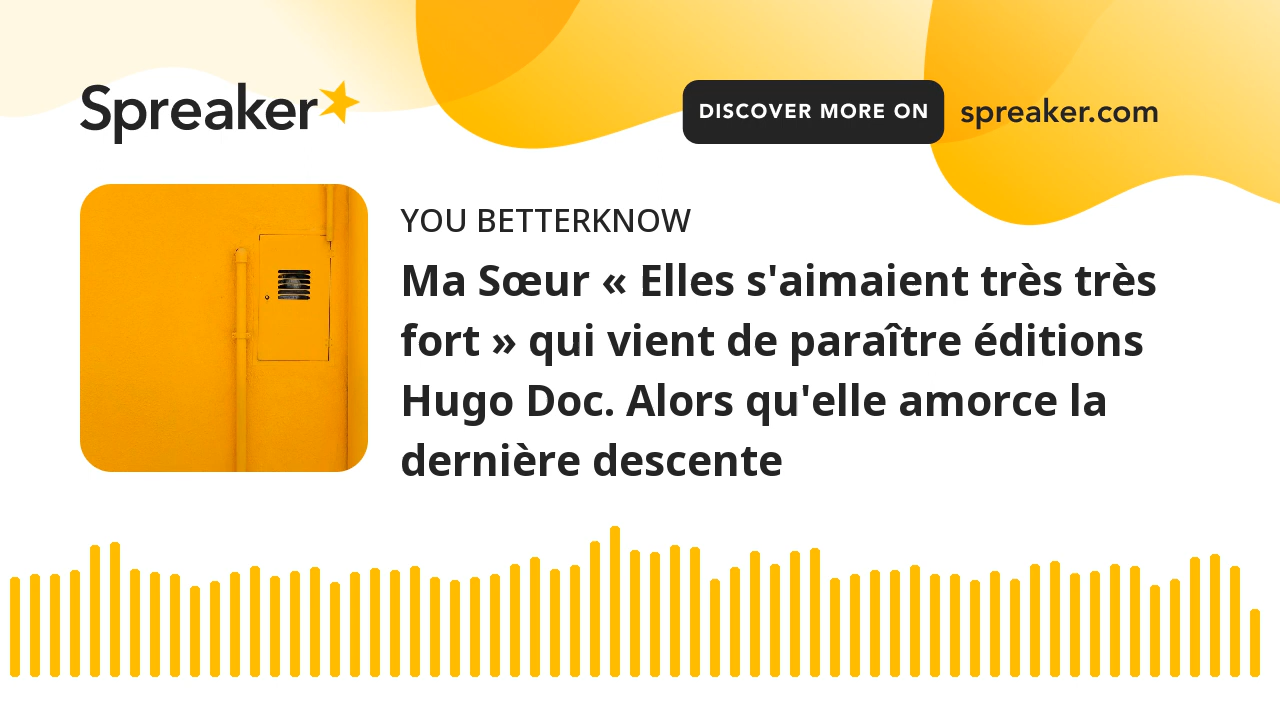 Spreaker
DISCOVER MORE ON spreaker.com
YOU BETTERKNOW
Ma Sœur « Elles s'aimaient très très
fort » qui vient de paraître éditions
Hugo Doc. Alors qu'elle amorce la
dernière descente